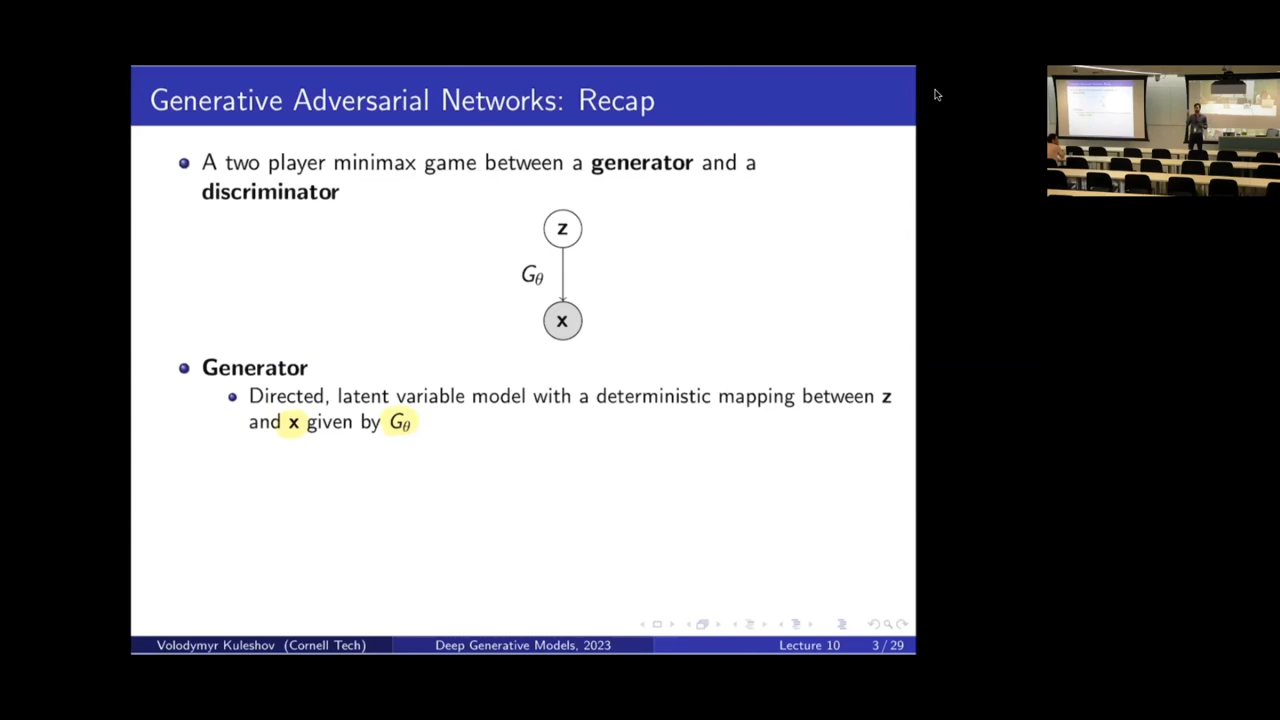 Generative Adversarial Networks: Recap
A two player minimax game between a generator and a
discriminator
z
Gθ
x
Generator
Directed, latent variable model with a deterministic mapping between z
and x given by Gθ
Volodymyr Kuleshov (Cornell Tech)
Deep Generative Models, 2023
Lecture 10
3 / 29